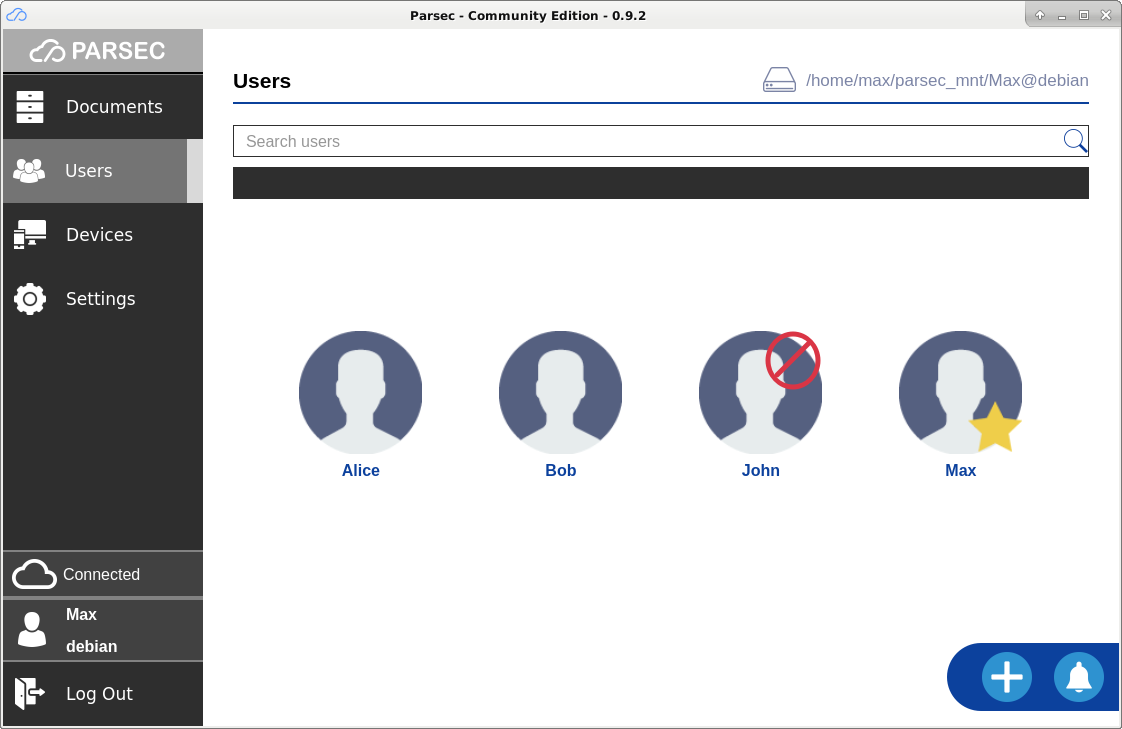 Parsec - Community Edition - 0.9.2
PARSEC
Documents
Users
Devices
Settings
Connected
Max
debian
Log Out
Users
/home/max/parsec_mnt/Max@debian
Search users
Alice
Bob
John
Max